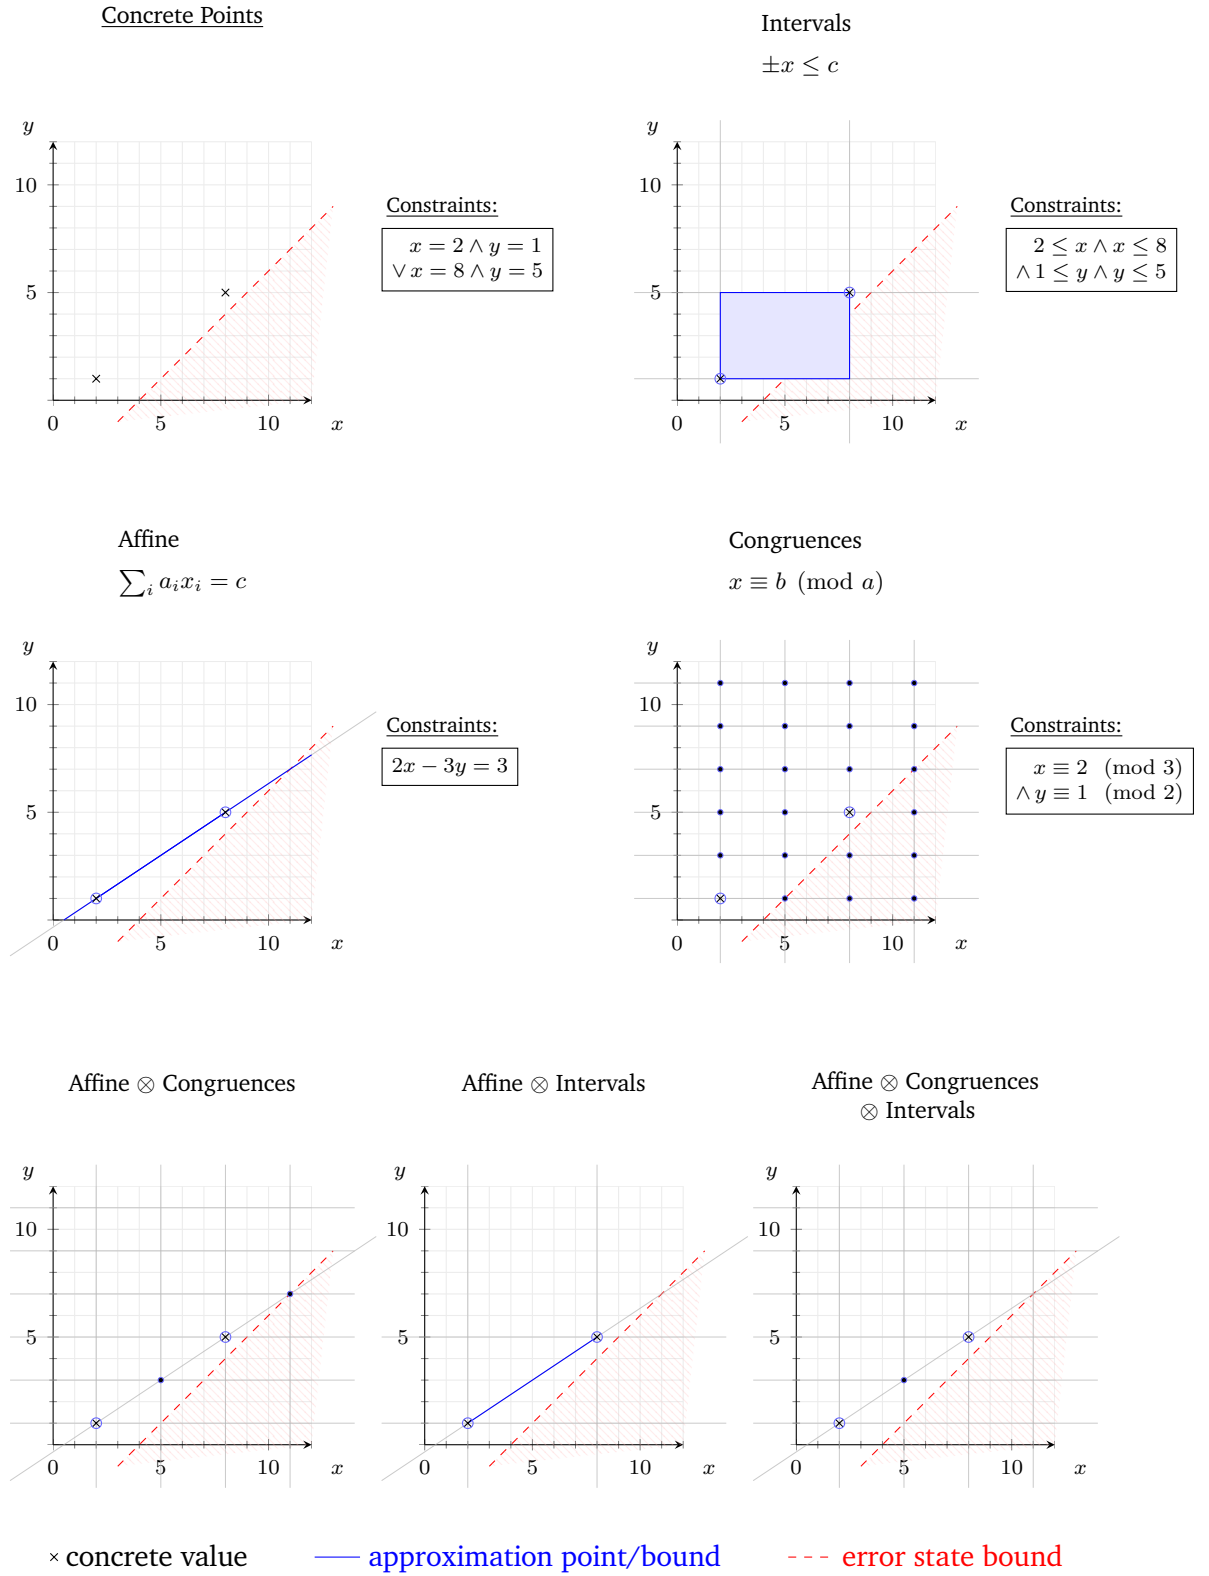 Concrete Points
y
10
5
0 5 10 x
Constraints:
x = 2 ∧ y = 1
∨ x = 8 ∧ y = 5
Intervals
±x ≤ c
y
10
5
0 5 10 x
Constraints:
2 ≤ x ∧ x ≤ 8
∧ 1 ≤ y ∧ y ≤ 5
Affine
∑ᵢ aᵢxᵢ = c
y
10
5
0 5 10 x
Constraints:
2x − 3y = 3
Congruences
x ≡ b (mod a)
y
10
5
0 5 10 x
Constraints:
x ≡ 2 (mod 3)
∧ y ≡ 1 (mod 2)
Affine ⊗ Congruences
y
10
5
0 5 10 x
Affine ⊗ Intervals
y
10
5
0 5 10 x
Affine ⊗ Congruences
⊗ Intervals
y
10
5
0 5 10 x
× concrete value
approximation point/bound
error state bound